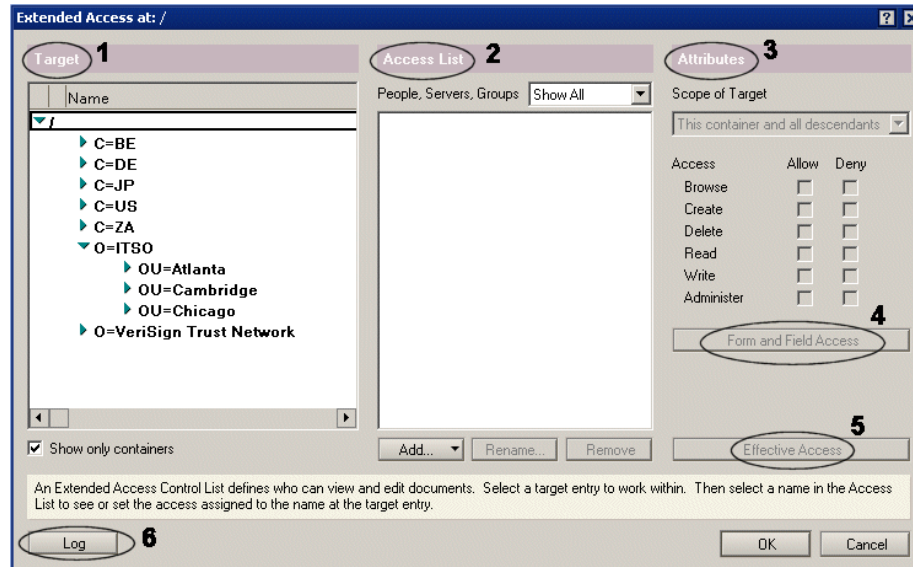 Extended Access at: /
Target 1
Access List 2
Attributes 3
Name
/
C=BE
C=DE
C=JP
C=US
C=ZA
O=ITSO
OU=Atlanta
OU=Cambridge
OU=Chicago
O=VeriSign Trust Network
Show only containers
People, Servers, Groups Show All
Add... Rename... Remove
Scope of Target
This container and all descendants
Access Allow Deny
Browse
Create
Delete
Read
Write
Administer
4
Form and Field Access
5
Effective Access
An Extended Access Control List defines who can view and edit documents. Select a target entry to work within. Then select a name in the Access
List to see or set the access assigned to the name at the target entry.
Log 6
OK Cancel